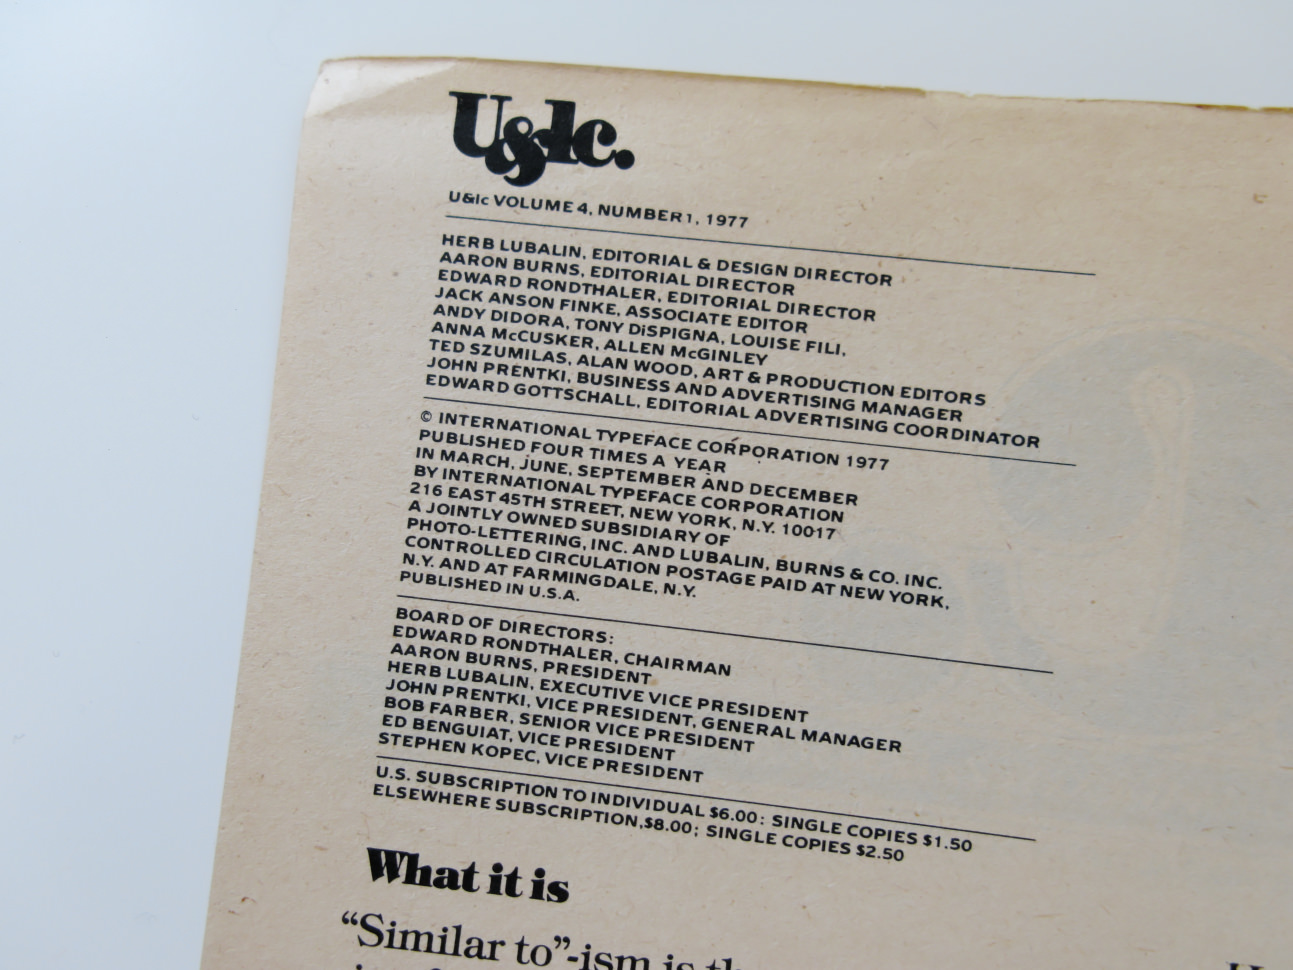 U&lc.
U&lc VOLUME 4, NUMBER 1, 1977
HERB LUBALIN, EDITORIAL & DESIGN DIRECTOR
AARON BURNS, EDITORIAL DIRECTOR
EDWARD RONDTHALER, EDITORIAL DIRECTOR
JACK ANSON FINKE, ASSOCIATE EDITOR
ANDY DIDORA, TONY DiSPIGNA, LOUISE FILI,
ANNA McCUSKER, ALLEN McGINLEY
TED SZUMILAS, ALAN WOOD, ART & PRODUCTION EDITORS
JOHN PRENTKI, BUSINESS AND ADVERTISING MANAGER
EDWARD GOTTSCHALL, EDITORIAL ADVERTISING COORDINATOR
© INTERNATIONAL TYPEFACE CORPORATION 1977
PUBLISHED FOUR TIMES A YEAR
IN MARCH, JUNE, SEPTEMBER AND DECEMBER
BY INTERNATIONAL TYPEFACE CORPORATION
216 EAST 45TH STREET, NEW YORK, N.Y. 10017
A JOINTLY OWNED SUBSIDIARY OF
PHOTO-LETTERING, INC. AND LUBALIN, BURNS & CO. INC.
CONTROLLED CIRCULATION POSTAGE PAID AT NEW YORK,
N.Y. AND AT FARMINGDALE, N.Y.
PUBLISHED IN U.S.A.
BOARD OF DIRECTORS:
EDWARD RONDTHALER, CHAIRMAN
AARON BURNS, PRESIDENT
HERB LUBALIN, EXECUTIVE VICE PRESIDENT
JOHN PRENTKI, VICE PRESIDENT, GENERAL MANAGER
BOB FARBER, SENIOR VICE PRESIDENT
ED BENGUIAT, VICE PRESIDENT
STEPHEN KOPEC, VICE PRESIDENT
U.S. SUBSCRIPTION TO INDIVIDUAL $6.00: SINGLE COPIES $1.50
ELSEWHERE SUBSCRIPTION,$8.00; SINGLE COPIES $2.50
What it is
“Similar to”-ism is